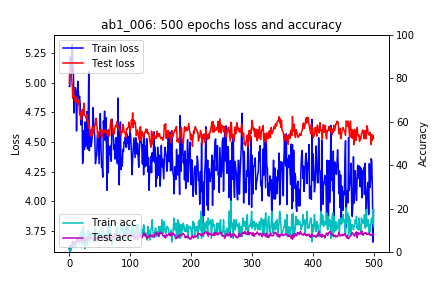 ab1_006: 500 epochs loss and accuracy
Train loss
Test loss
Train acc
Test acc
Loss
5.25
5.00
4.75
4.50
4.25
4.00
3.75
Accuracy
100
80
60
40
20
0
0
100
200
300
400
500